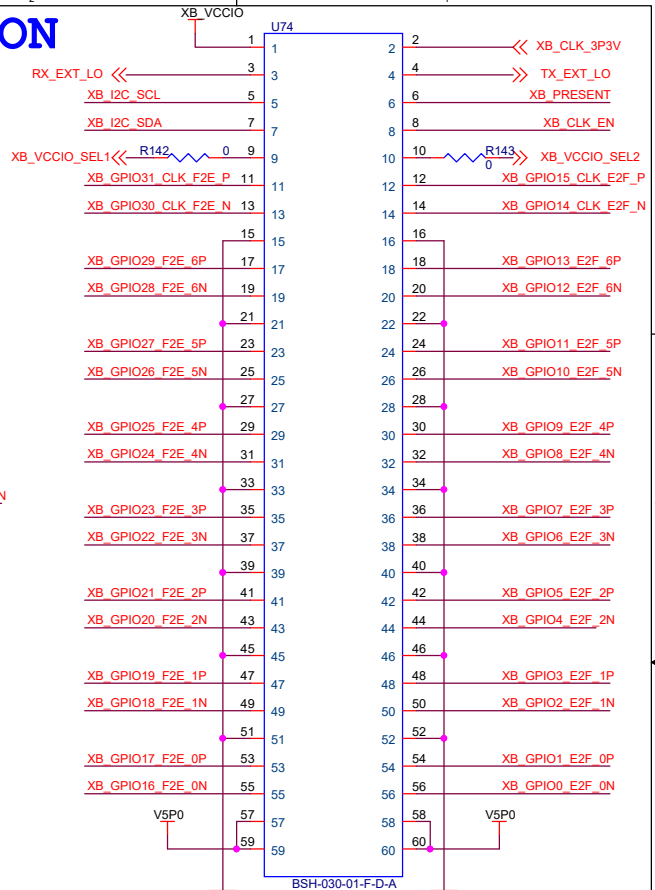 2
ON
XB_VCCIO
U74
1 1 2 2 XB_CLK_3P3V
RX_EXT_LO 3 3 4 4 TX_EXT_LO
XB_I2C_SCL 5 5 6 6 XB_PRESENT
XB_I2C_SDA 7 7 8 8 XB_CLK_EN
XB_VCCIO_SEL1 R142 0 9 9 10 10 R143 0 XB_VCCIO_SEL2
XB_GPIO31_CLK_F2E_P 11 11 12 12 XB_GPIO15_CLK_E2F_P
XB_GPIO30_CLK_F2E_N 13 13 14 14 XB_GPIO14_CLK_E2F_N
15 15 16 16
XB_GPIO29_F2E_6P 17 17 18 18 XB_GPIO13_E2F_6P
XB_GPIO28_F2E_6N 19 19 20 20 XB_GPIO12_E2F_6N
21 21 22 22
XB_GPIO27_F2E_5P 23 23 24 24 XB_GPIO11_E2F_5P
XB_GPIO26_F2E_5N 25 25 26 26 XB_GPIO10_E2F_5N
27 27 28 28
XB_GPIO25_F2E_4P 29 29 30 30 XB_GPIO9_E2F_4P
XB_GPIO24_F2E_4N 31 31 32 32 XB_GPIO8_E2F_4N
33 33 34 34
N
XB_GPIO23_F2E_3P 35 35 36 36 XB_GPIO7_E2F_3P
XB_GPIO22_F2E_3N 37 37 38 38 XB_GPIO6_E2F_3N
39 39 40 40
XB_GPIO21_F2E_2P 41 41 42 42 XB_GPIO5_E2F_2P
XB_GPIO20_F2E_2N 43 43 44 44 XB_GPIO4_E2F_2N
45 45 46 46
XB_GPIO19_F2E_1P 47 47 48 48 XB_GPIO3_E2F_1P
XB_GPIO18_F2E_1N 49 49 50 50 XB_GPIO2_E2F_1N
51 51 52 52
XB_GPIO17_F2E_0P 53 53 54 54 XB_GPIO1_E2F_0P
XB_GPIO16_F2E_0N 55 55 56 56 XB_GPIO0_E2F_0N
V5P0 57 57 58 58 V5P0
59 59 60 60
BSH-030-01-F-D-A